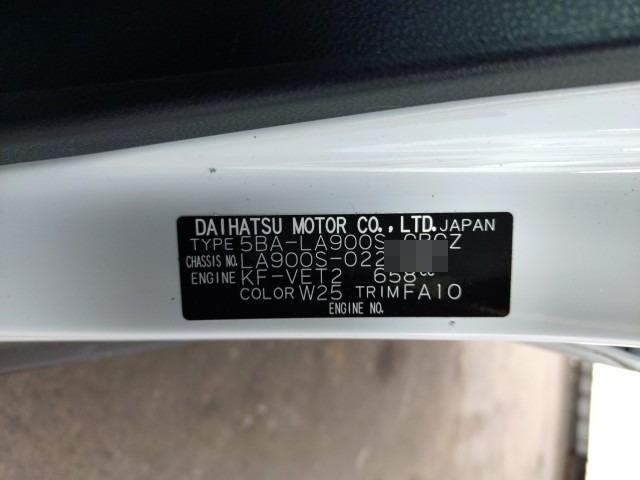 DAIHATSU MOTOR CO., LTD. JAPAN
TYPE 5BA-LA900S-GBGZ
CHASSIS NO. LA900S-022
ENGINE KF-VET2 658cc
COLOR W25 TRIM FA10
ENGINE NO.